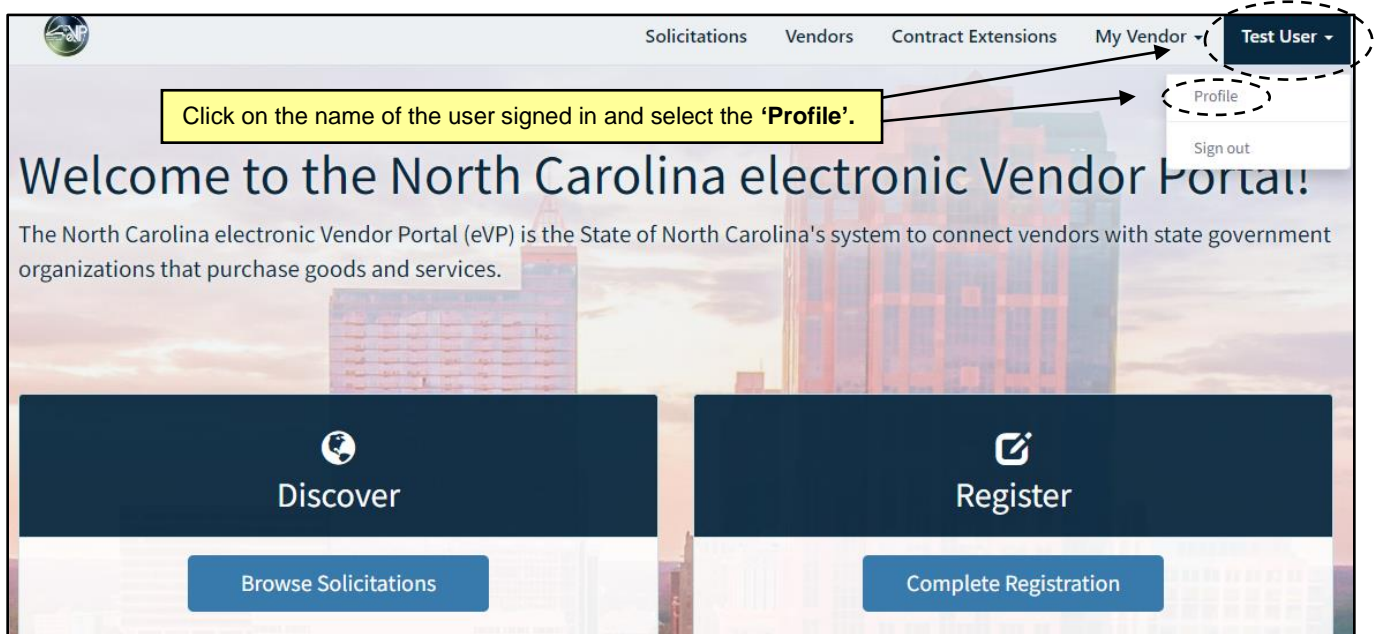 eVP
Solicitations Vendors Contract Extensions My Vendor Test User
Profile
Click on the name of the user signed in and select the ‘Profile’.
Sign out
Welcome to the North Carolina electronic Vendor Portal!
The North Carolina electronic Vendor Portal (eVP) is the State of North Carolina's system to connect vendors with state government
organizations that purchase goods and services.
Discover
Register
Browse Solicitations
Complete Registration